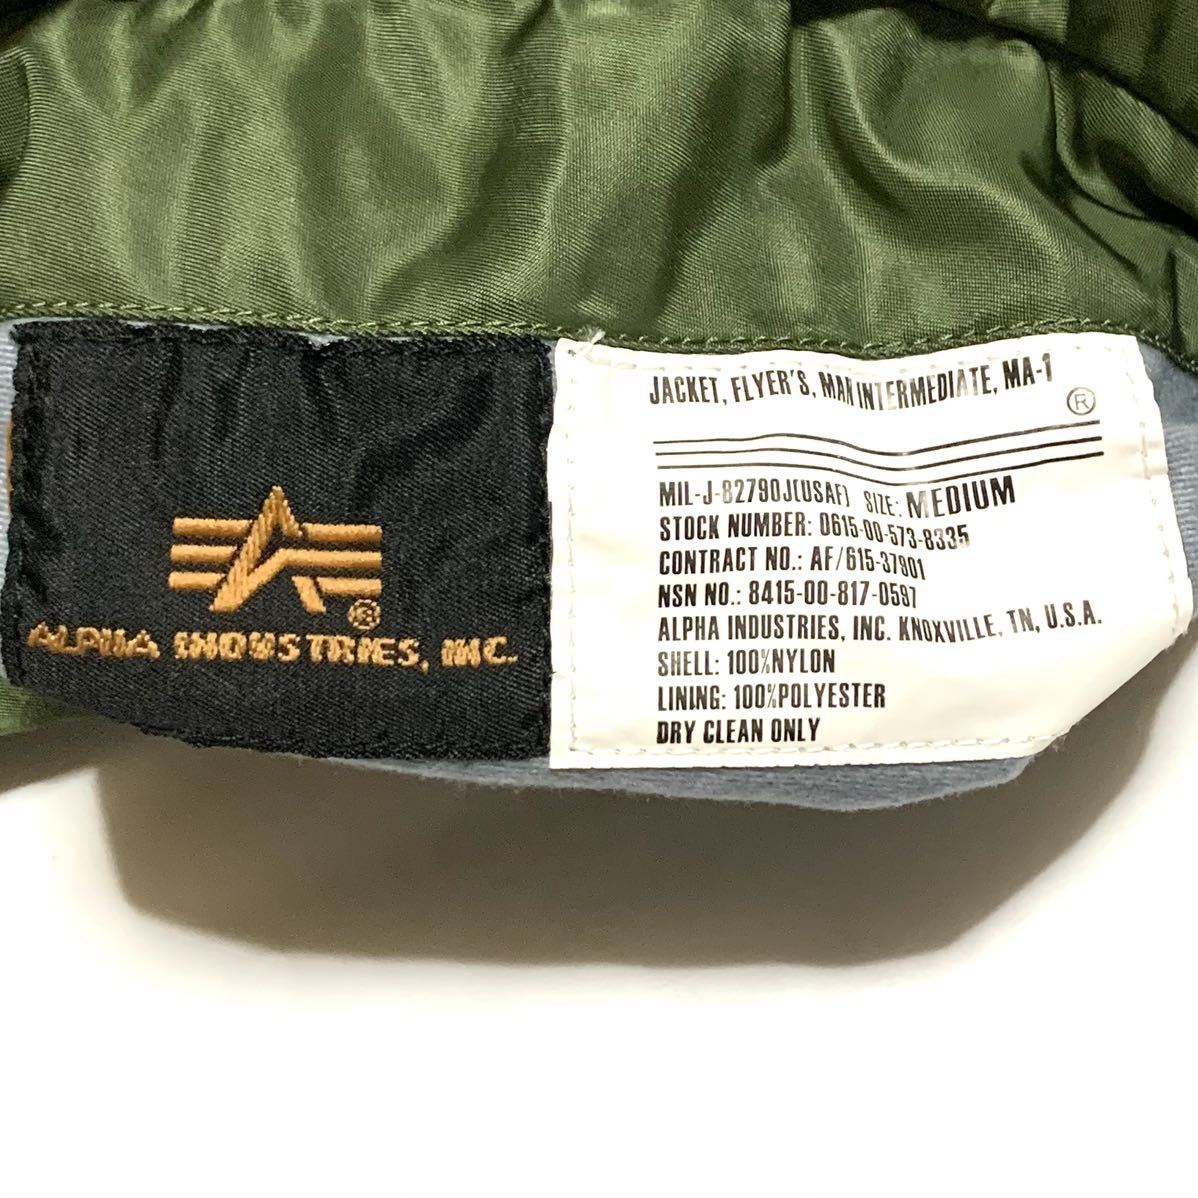 ®
ALPHA INDUSTRIES, INC.
JACKET, FLYER'S, MAN INTERMEDIATE, MA-1
®
MIL-J-82790J(USAF) SIZE: MEDIUM
STOCK NUMBER: 0615-00-573-8335
CONTRACT NO.: AF/615-37901
NSN NO.: 8415-00-817-0597
ALPHA INDUSTRIES, INC. KNOXVILLE, TN, U.S.A.
SHELL: 100%NYLON
LINING: 100%POLYESTER
DRY CLEAN ONLY